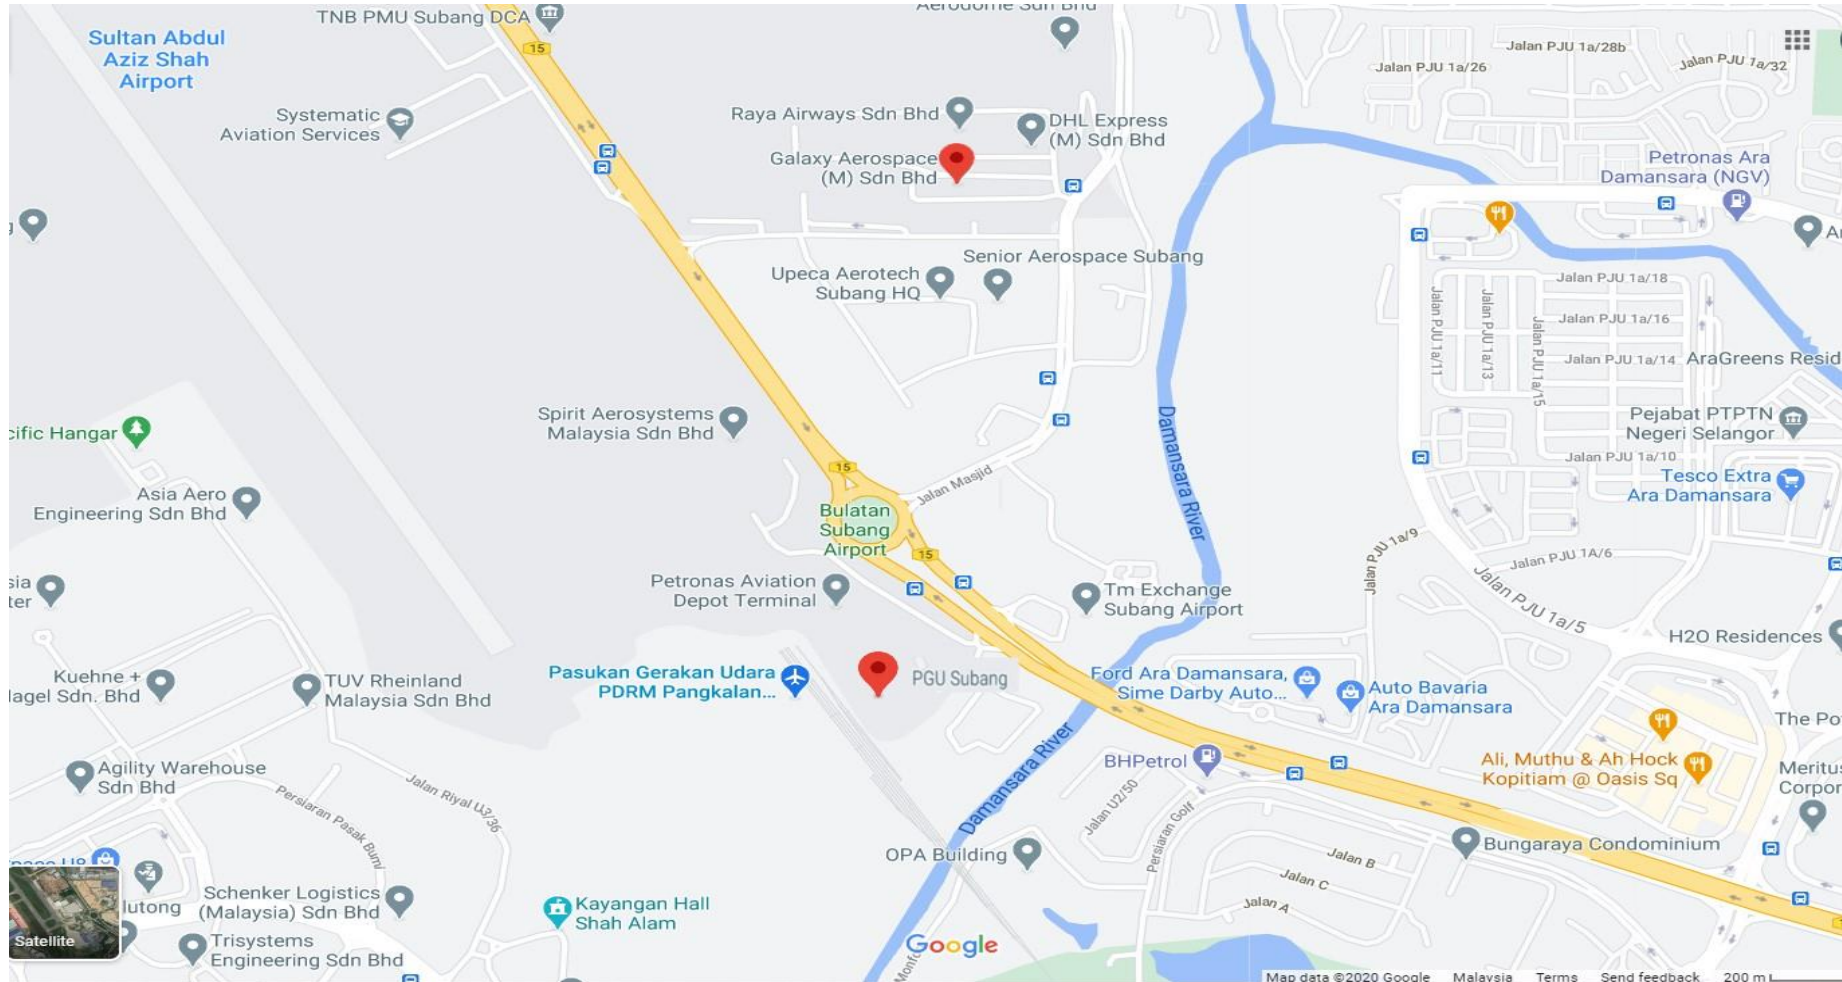 TNB PMU Subang DCA
Sultan Abdul
Aziz Shah
Airport
15
Systematic
Aviation Services
Raya Airways Sdn Bhd
DHL Express
(M) Sdn Bhd
Galaxy Aerospace
(M) Sdn Bhd
Jalan PJU 1a/28b
Jalan PJU 1a/26
Jalan PJU 1a/32
Petronas Ara
Damansara (NGV)
Senior Aerospace Subang
Upeca Aerotech
Subang HQ
Jalan PJU 1a/18
Jalan PJU 1a/16
Jalan PJU 1a/14
Jalan PJU 1a/11
Jalan PJU 1a/13
Jalan PJU 1a/15
AraGreens Resid
Spirit Aerosystems
Malaysia Sdn Bhd
Damansara River
Pejabat PTPTN
Negeri Selangor
Jalan PJU 1a/10
Tesco Extra
Ara Damansara
cific Hangar
Asia Aero
Engineering Sdn Bhd
15
Jalan Masjid
Bulatan
Subang
Airport
15
Jalan PJU 1a/9
Jalan PJU 1A/6
Jalan PJU 1a/5
Petronas Aviation
Depot Terminal
Tm Exchange
Subang Airport
sia
ter
H2O Residences
Kuehne +
lagel Sdn. Bhd
TUV Rheinland
Malaysia Sdn Bhd
Pasukan Gerakan Udara
PDRM Pangkalan...
PGU Subang
Ford Ara Damansara,
Sime Darby Auto...
Auto Bavaria
Ara Damansara
The Po
Agility Warehouse
Sdn Bhd
Persiaran Pasak Bumi
Jalan Riyal U3/36
Damansara River
BHPetrol
Jalan U2/50
Persiaran Golf
Ali, Muthu & Ah Hock
Kopitiam @ Oasis Sq
Meritus
Corpor
OPA Building
Bungaraya Condominium
Jalan B
Jalan C
Jalan A
Schenker Logistics
(Malaysia) Sdn Bhd
lutong
Kayangan Hall
Shah Alam
Satellite
Trisystems
Engineering Sdn Bhd
Google
Monfo
Map data ©2020 Google Malaysia Terms Send feedback 200 m